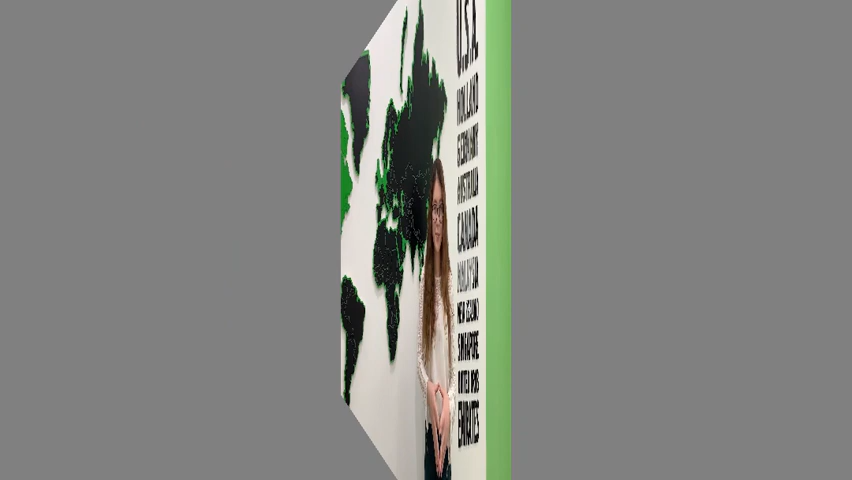 U.S.A.
HOLLAND
GERMANY
AUSTRALIA
CANADA
MALAYSIA
NEW ZEALAND
SINGAPORE
UNITED ARAB
EMIRATES